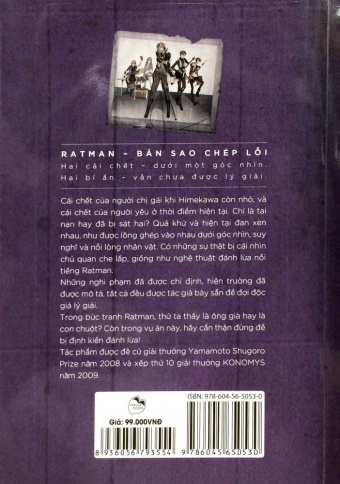 RATMAN - BẢN SAO CHÉP LỖI
Hai cái chết - dưới một góc nhìn.
Hai bí ẩn - vẫn chưa được lý giải.
Cái chết của người chị gái khi Himekawa còn nhỏ, và
cái chết của người yêu ở thời điểm hiện tại. Chỉ là tai
nạn hay đã bị sát hại? Quá khứ và hiện tại đan xen
nhau, như được lồng ghép vào nhau dưới góc nhìn, suy
nghĩ và nỗi lòng nhân vật. Có những sự thật bị cái nhìn
chủ quan che lấp, giống như nghệ thuật đánh lừa nổi
tiếng Ratman.
Những nghi phạm đã được chỉ định, hiện trường đã
được mô tả, tất cả đều được tác giả bày sẵn để đợi độc
giả lý giải.
Trong bức tranh Ratman, thứ ta thấy là ông già hay là
con chuột? Còn trong vụ án này, hãy cẩn thận đừng để
bị định kiến đánh lừa!
Tác phẩm được đề cử giải thưởng Yamamoto Shugoro
Prize năm 2008 và xếp thứ 10 giải thưởng KONOMYS
năm 2009.
Giá: 99.000VNĐ
8 936056 793554
ISBN: 978-604-56-5053-0
9 786045 650530